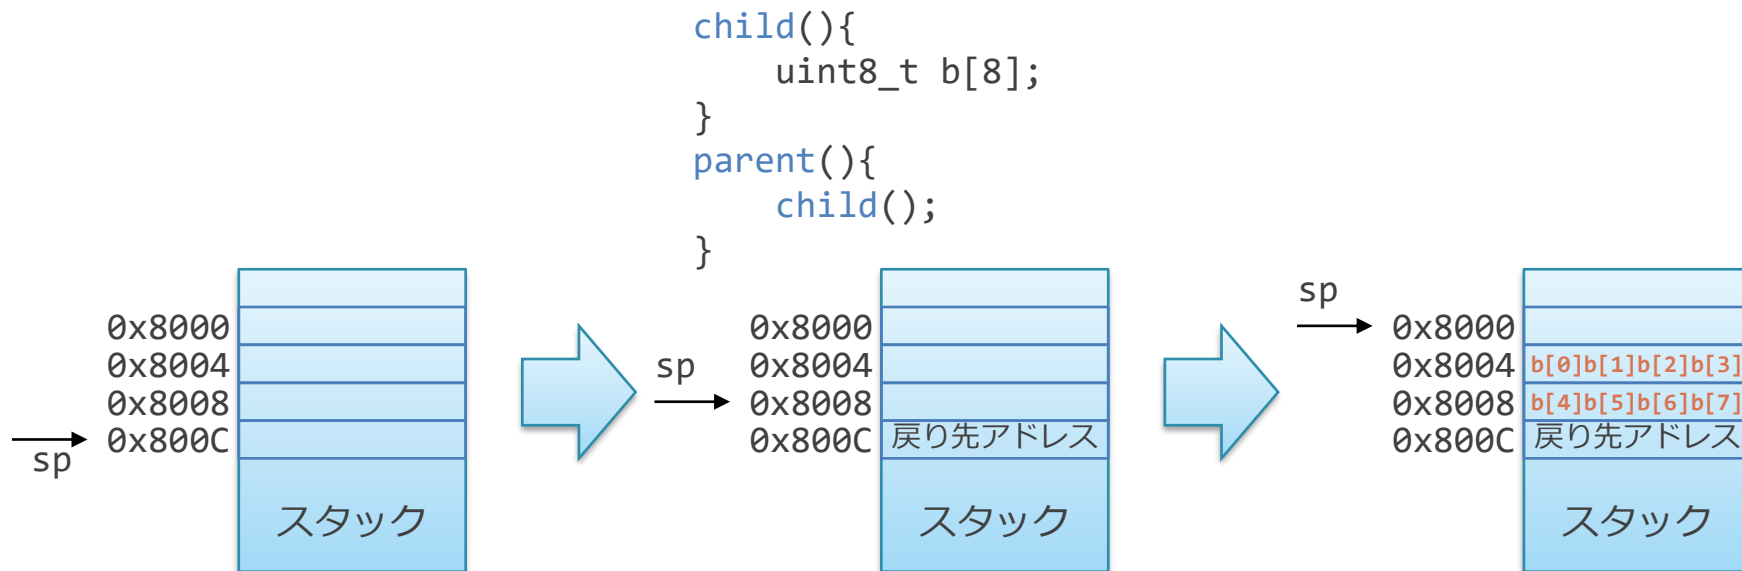 child(){
uint8_t b[8];
}
parent(){
child();
}
0x8000
0x8004
0x8008
0x800C
sp
スタック
sp
0x8000
0x8004
0x8008
0x800C
戻り先アドレス
スタック
sp
0x8000
0x8004
0x8008
0x800C
b[0]b[1]b[2]b[3]
b[4]b[5]b[6]b[7]
戻り先アドレス
スタック